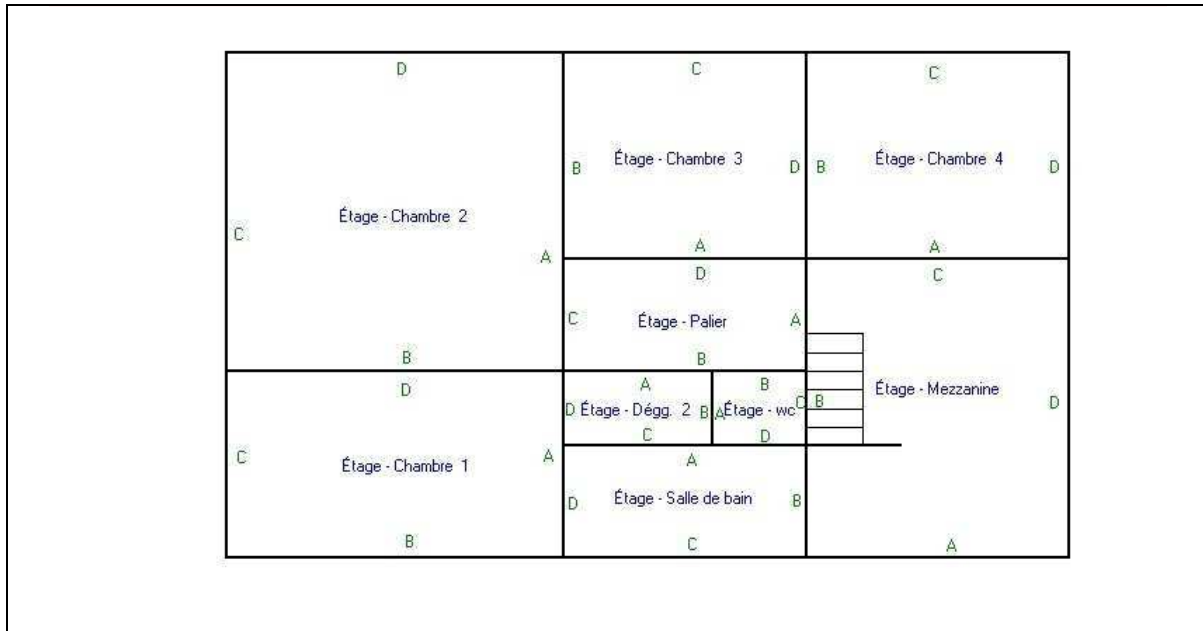 D
C
C
Étage - Chambre 3
Étage - Chambre 4
B
D
B
D
Étage - Chambre 2
C
A
A
A
D
C
Étage - Palier
C
A
B
B
D
A
B
Étage - Mezzanine
D
Étage - Dégg. 2
B
A
Étage - wc
C
B
D
C
D
A
C
Étage - Chambre 1
A
D
Étage - Salle de bain
B
B
C
A